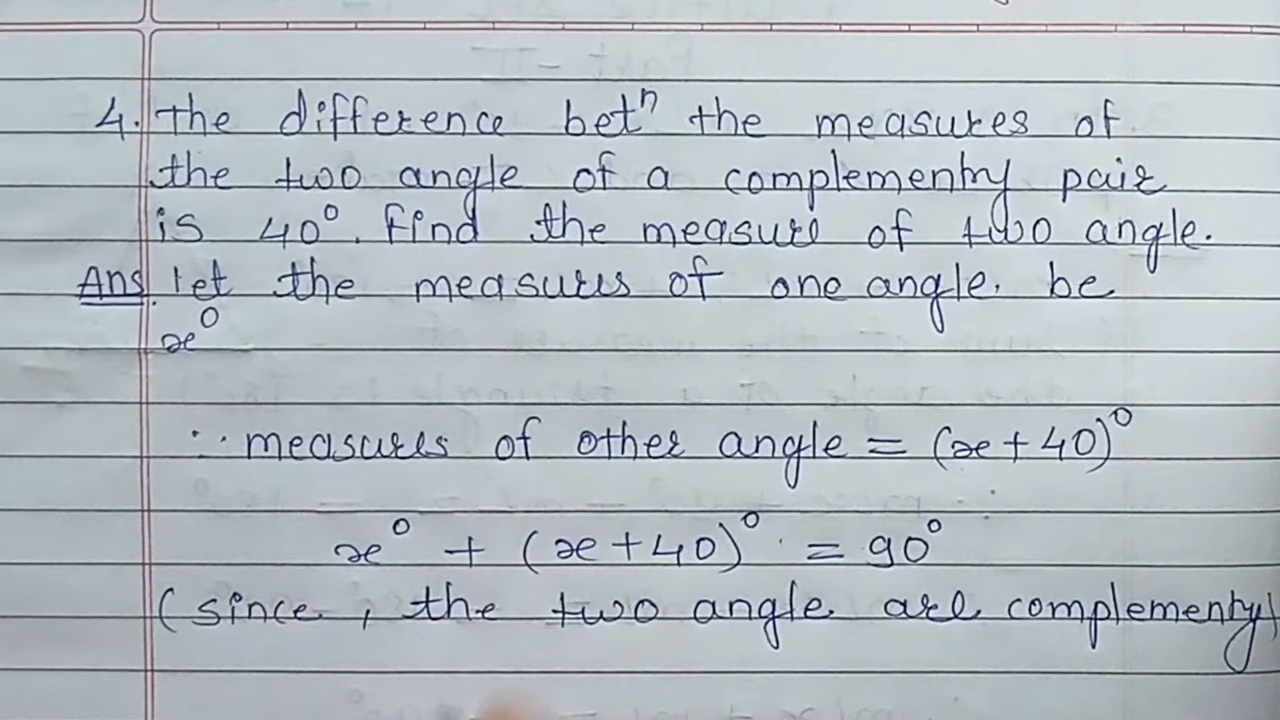 4. The difference betⁿ the measures of
the two angle of a complementry pair
is 40°. Find the measure of two angle.
Ans. Let the measures of one angle. be
x°
∴ measures of other angle = (x + 40)°
x° + (x + 40)° = 90°
(since, the two angle are complementry)